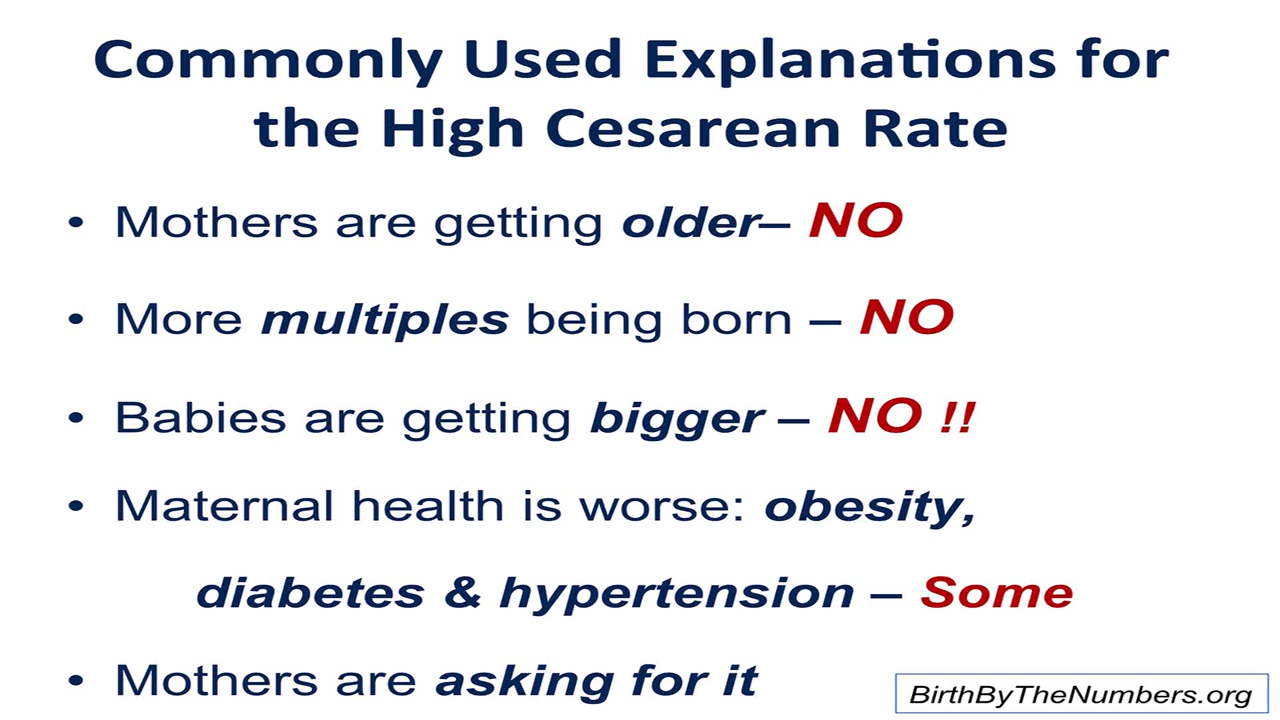 Commonly Used Explanations for
the High Cesarean Rate
• Mothers are getting older– NO
• More multiples being born – NO
• Babies are getting bigger – NO !!
• Maternal health is worse: obesity,
diabetes & hypertension – Some
• Mothers are asking for it
BirthByTheNumbers.org